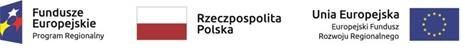 Fundusze
Europejskie
Program Regionalny
Rzeczpospolita
Polska
Unia Europejska
Europejski Fundusz
Rozwoju Regionalnego